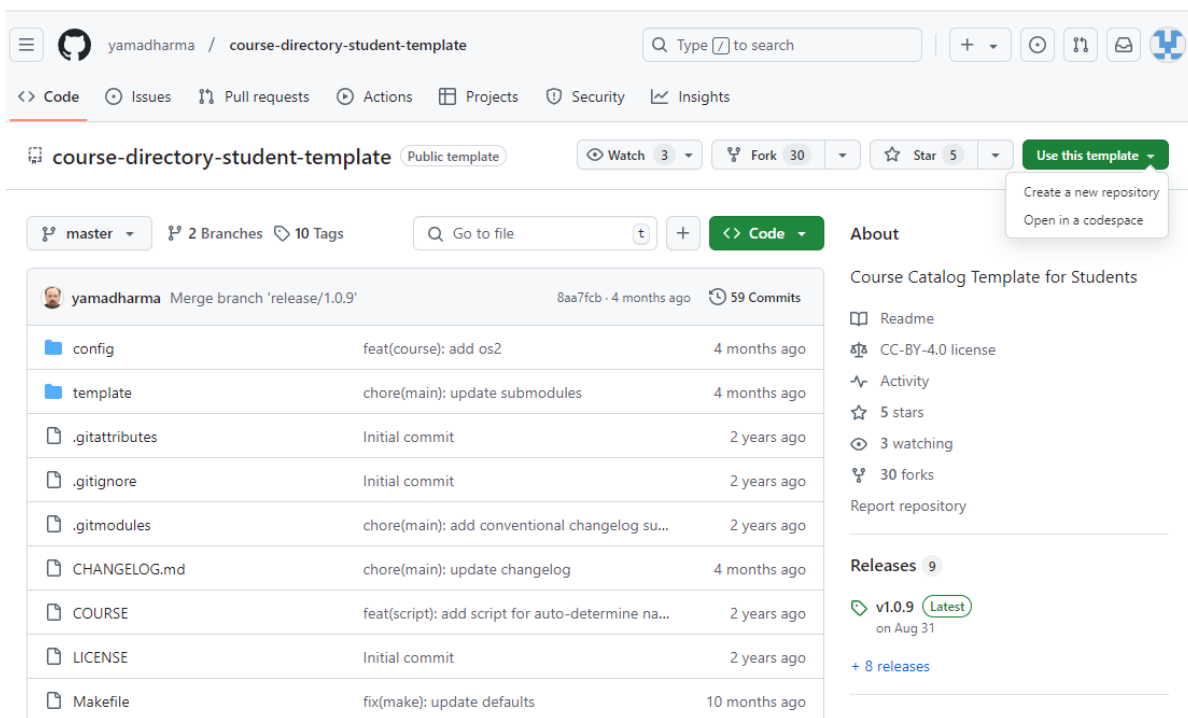 yamadharma / course-directory-student-template Type / to search
Code Issues Pull requests Actions Projects Security Insights
course-directory-student-template Public template Watch 3 Fork 30 Star 5 Use this template
Create a new repository
Open in a codespace
master 2 Branches 10 Tags Go to file t + Code
yamadharma Merge branch 'release/1.0.9' 8aa7fcb · 4 months ago 59 Commits
config feat(course): add os2 4 months ago
template chore(main): update submodules 4 months ago
.gitattributes Initial commit 2 years ago
.gitignore Initial commit 2 years ago
.gitmodules chore(main): add conventional changelog su... 2 years ago
CHANGELOG.md chore(main): update changelog 4 months ago
COURSE feat(script): add script for auto-determine na... 2 years ago
LICENSE Initial commit 2 years ago
Makefile fix(make): update defaults 10 months ago
About
Course Catalog Template for Students
Readme
CC-BY-4.0 license
Activity
5 stars
3 watching
30 forks
Report repository
Releases 9
v1.0.9 Latest
on Aug 31
+ 8 releases